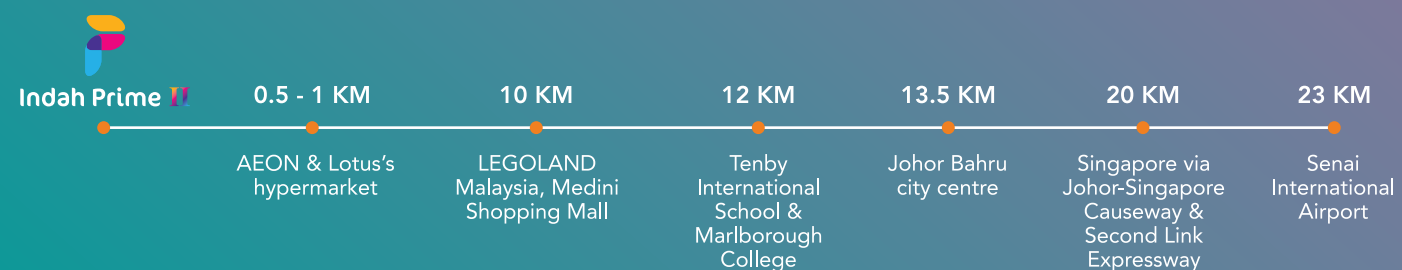 Indah Prime II
0.5 - 1 KM
AEON & Lotus's
hypermarket
10 KM
LEGOLAND
Malaysia, Medini
Shopping Mall
12 KM
Tenby
International
School &
Marlborough
College
13.5 KM
Johor Bahru
city centre
20 KM
Singapore via
Johor-Singapore
Causeway &
Second Link
Expressway
23 KM
Senai
International
Airport